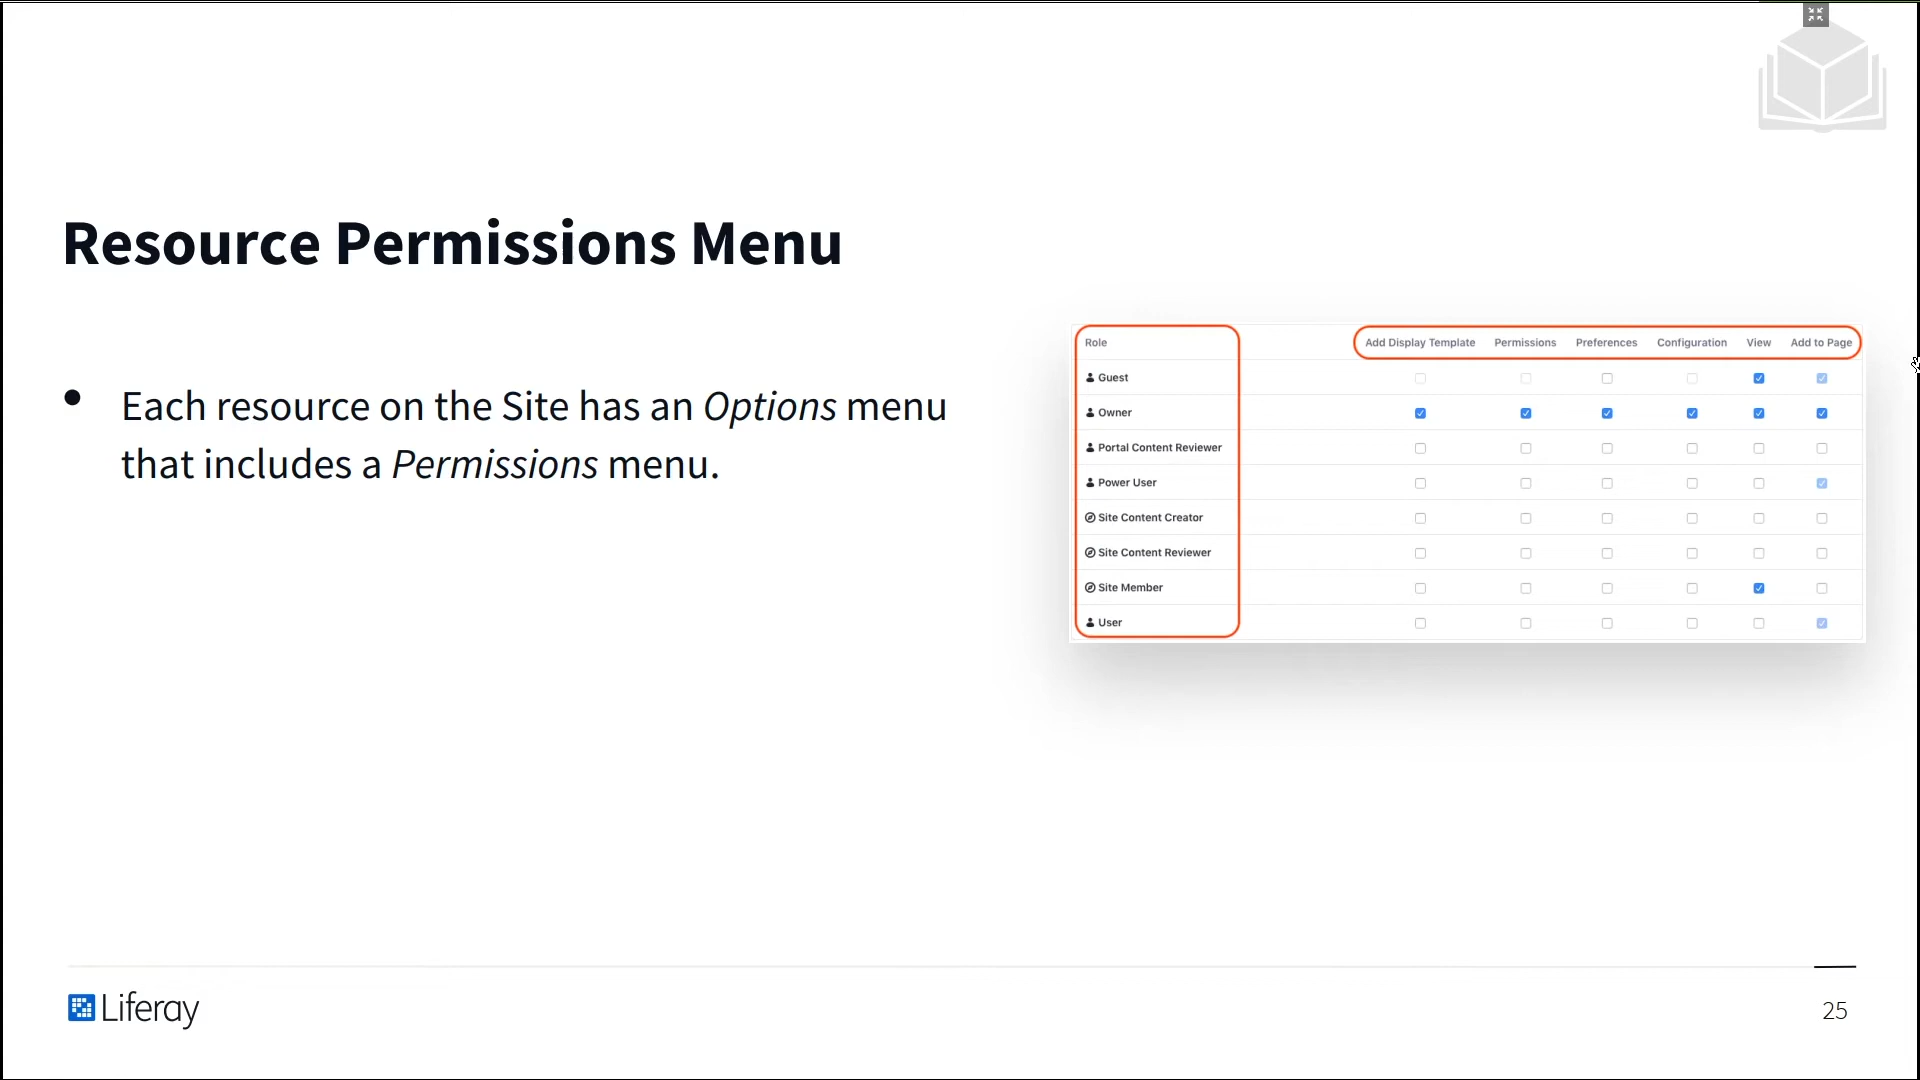 Resource Permissions Menu
• Each resource on the Site has an Options menu
that includes a Permissions menu.
Role Add Display Template Permissions Preferences Configuration View Add to Page
Guest
Owner
Portal Content Reviewer
Power User
Site Content Creator
Site Content Reviewer
Site Member
User
Liferay
25